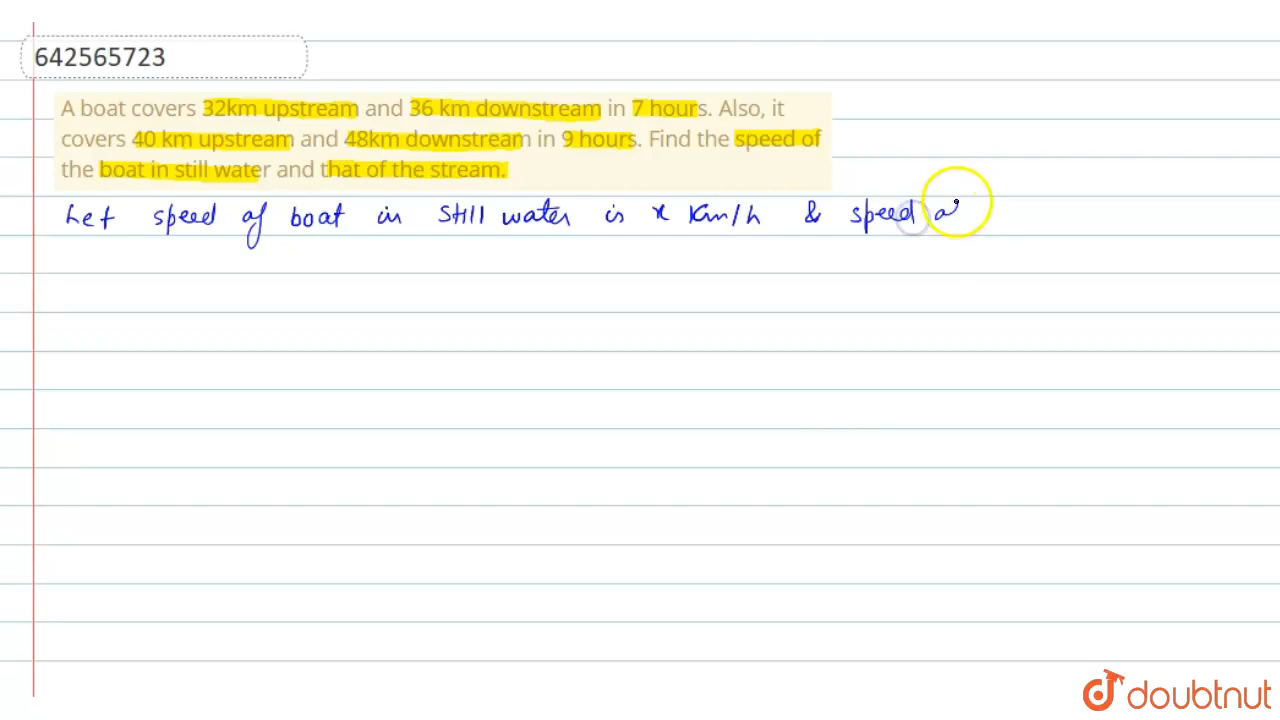 642565723
A boat covers 32km upstream and 36 km downstream in 7 hours. Also, it
covers 40 km upstream and 48km downstream in 9 hours. Find the speed of
the boat in still water and that of the stream.
Let speed of boat in still water is x Km/h & speed
doubtnut